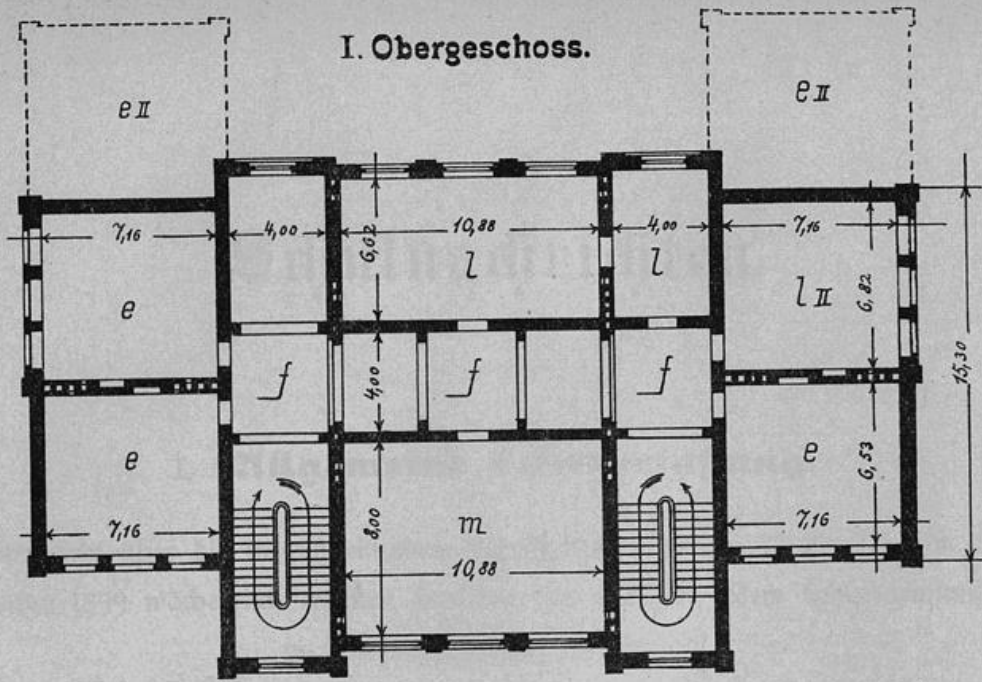 I. Obergeschoss.
e II
e II
7,16
4,00
6,02
10,88
4,00
7,16
e
l
l
l II
6,82
15,30
f
4,00
f
f
e
8,00
m
e
6,53
7,16
10,88
7,16